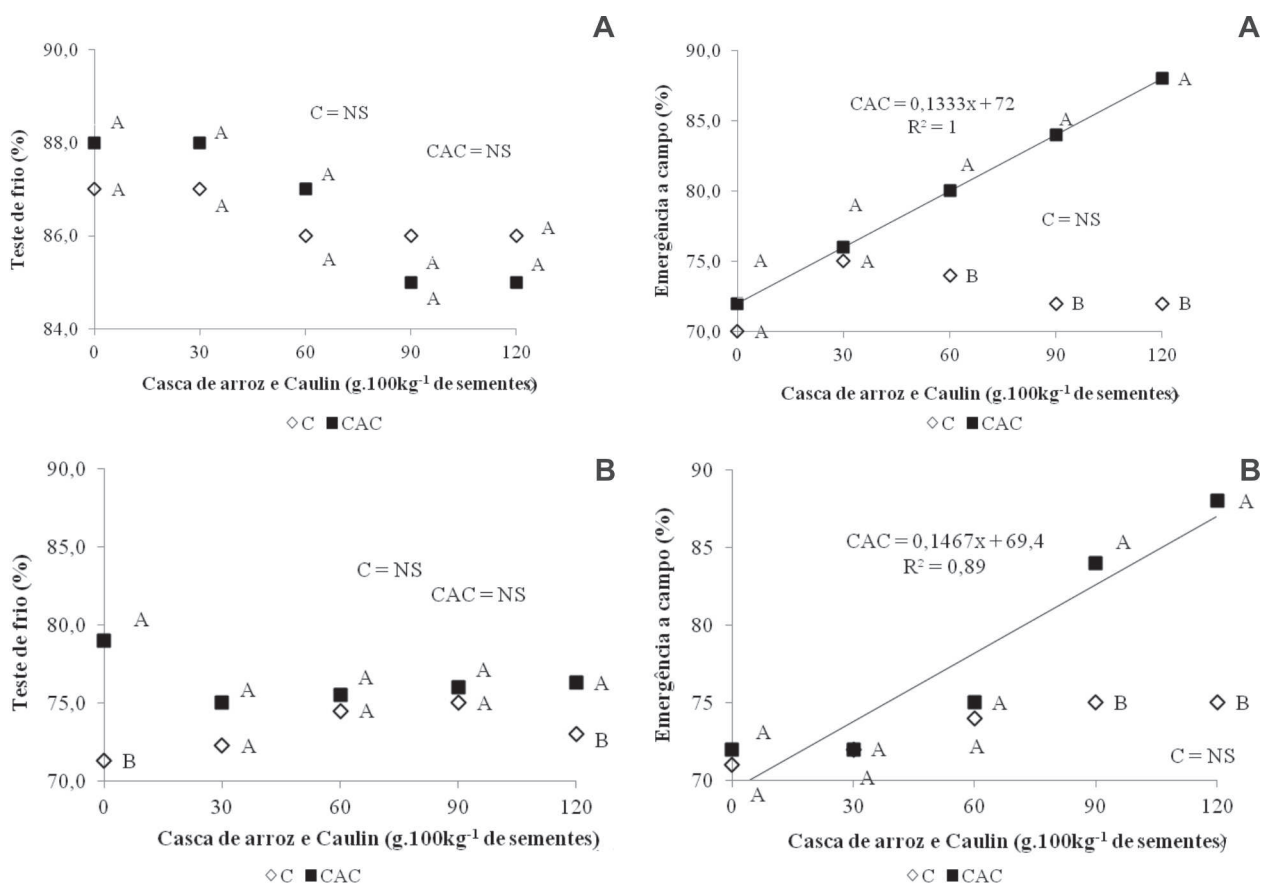 A
90,0
88,0
86,0
84,0
Teste de frio (%)
A
A
A
A
A
A
A
A
A
A
C = NS
CAC = NS
0 30 60 90 120
Casca de arroz e Caulin (g.100kg⁻¹ de sementes)
◇C ■CAC
A
90,0
85,0
80,0
75,0
70,0
Emergência a campo (%)
CAC = 0,1333x + 72
R² = 1
A
A
A
A
A
A
A
B
B
B
C = NS
0 30 60 90 120
Casca de arroz e Caulin (g.100kg⁻¹ de sementes)
◇C ■CAC
B
90,0
85,0
80,0
75,0
70,0
Teste de frio (%)
C = NS
CAC = NS
A
A
A
A
A
B
A
A
A
B
0 30 60 90 120
Casca de arroz e Caulin (g.100kg⁻¹ de sementes)
◇C ■CAC
B
90
85
80
75
70
Emergência a campo (%)
CAC = 0,1467x + 69,4
R² = 0,89
A
A
A
A
A
A
A
A
B
B
C = NS
0 30 60 90 120
Casca de arroz e Caulin (g.100kg⁻¹ de sementes)
◇C ■CAC